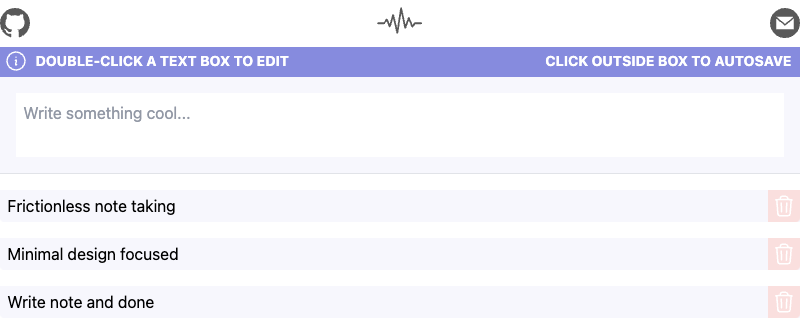 DOUBLE-CLICK A TEXT BOX TO EDIT
CLICK OUTSIDE BOX TO AUTOSAVE
Write something cool...
Frictionless note taking
Minimal design focused
Write note and done